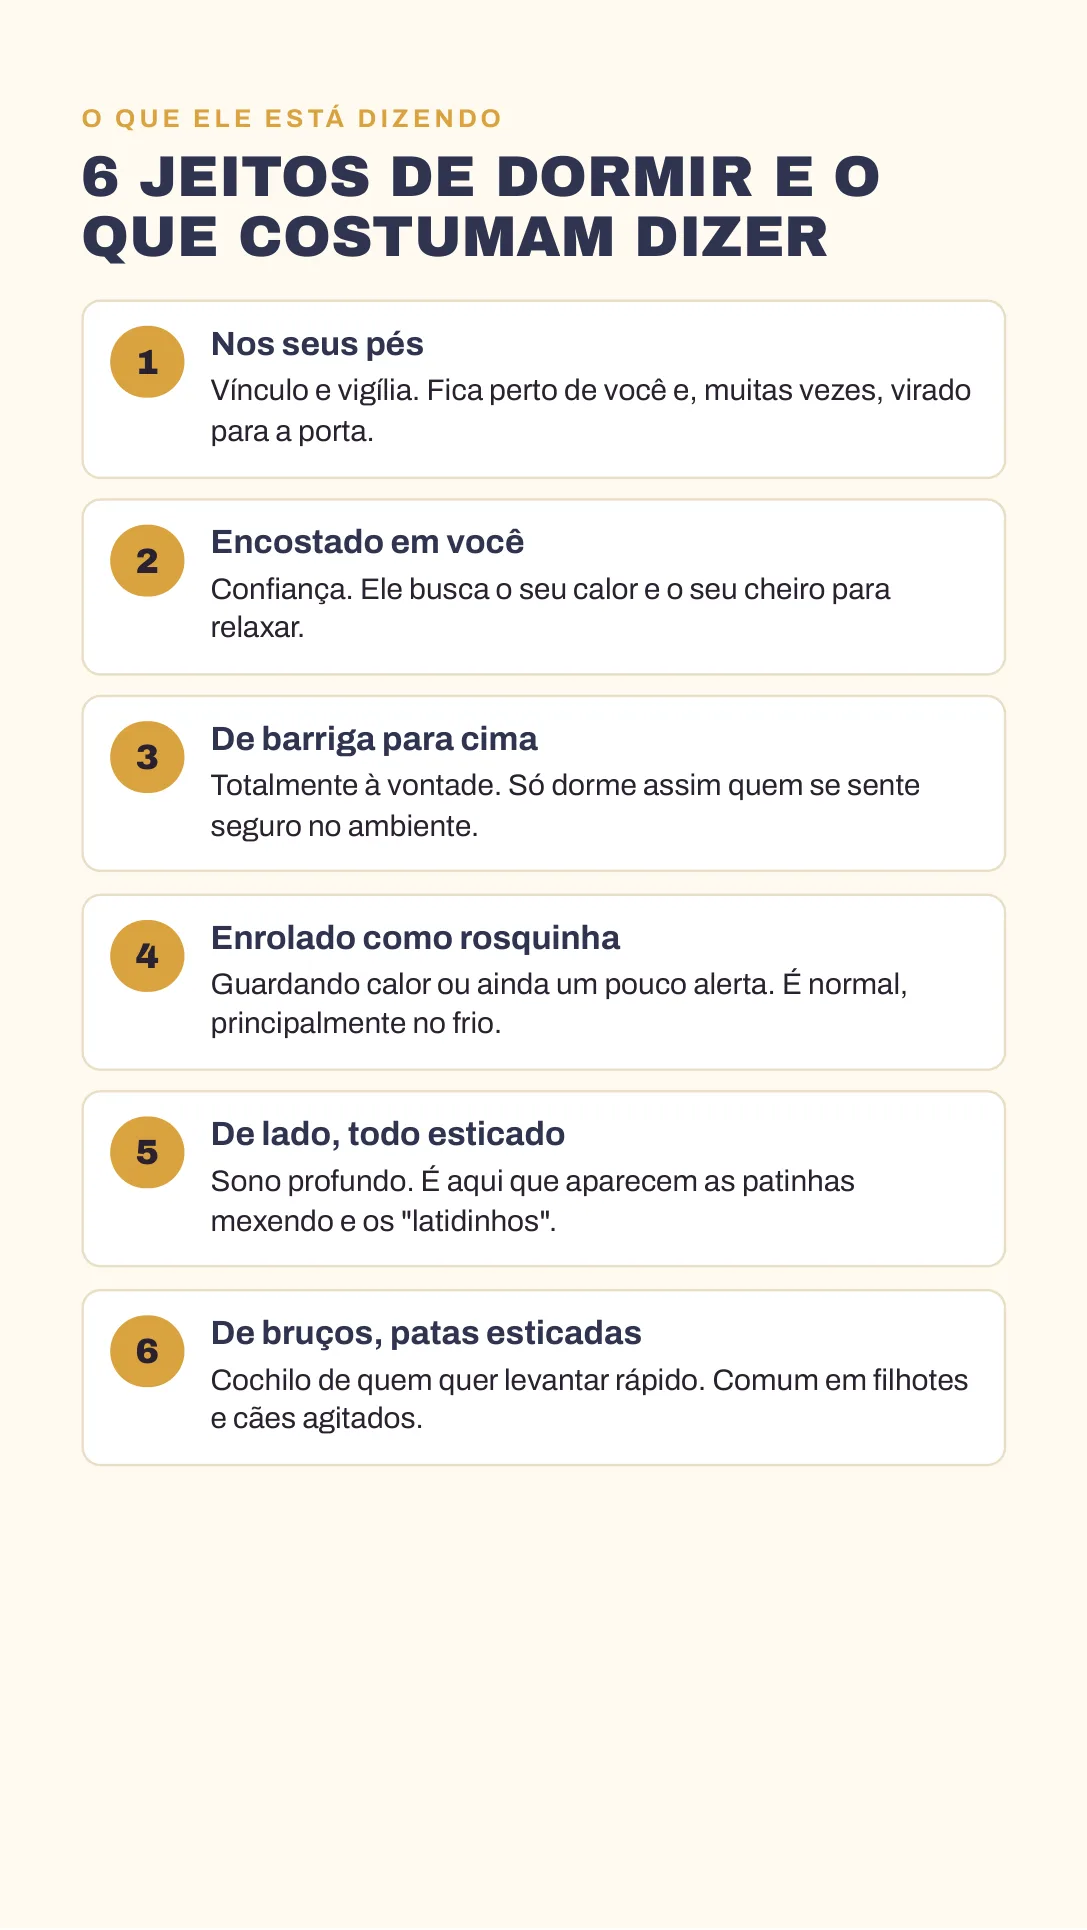 O QUE ELE ESTÁ DIZENDO
6 JEITOS DE DORMIR E O
QUE COSTUMAM DIZER
1
Nos seus pés
Vínculo e vigília. Fica perto de você e, muitas vezes, virado
para a porta.
2
Encostado em você
Confiança. Ele busca o seu calor e o seu cheiro para
relaxar.
3
De barriga para cima
Totalmente à vontade. Só dorme assim quem se sente
seguro no ambiente.
4
Enrolado como rosquinha
Guardando calor ou ainda um pouco alerta. É normal,
principalmente no frio.
5
De lado, todo esticado
Sono profundo. É aqui que aparecem as patinhas
mexendo e os "latidinhos".
6
De bruços, patas esticadas
Cochilo de quem quer levantar rápido. Comum em filhotes
e cães agitados.